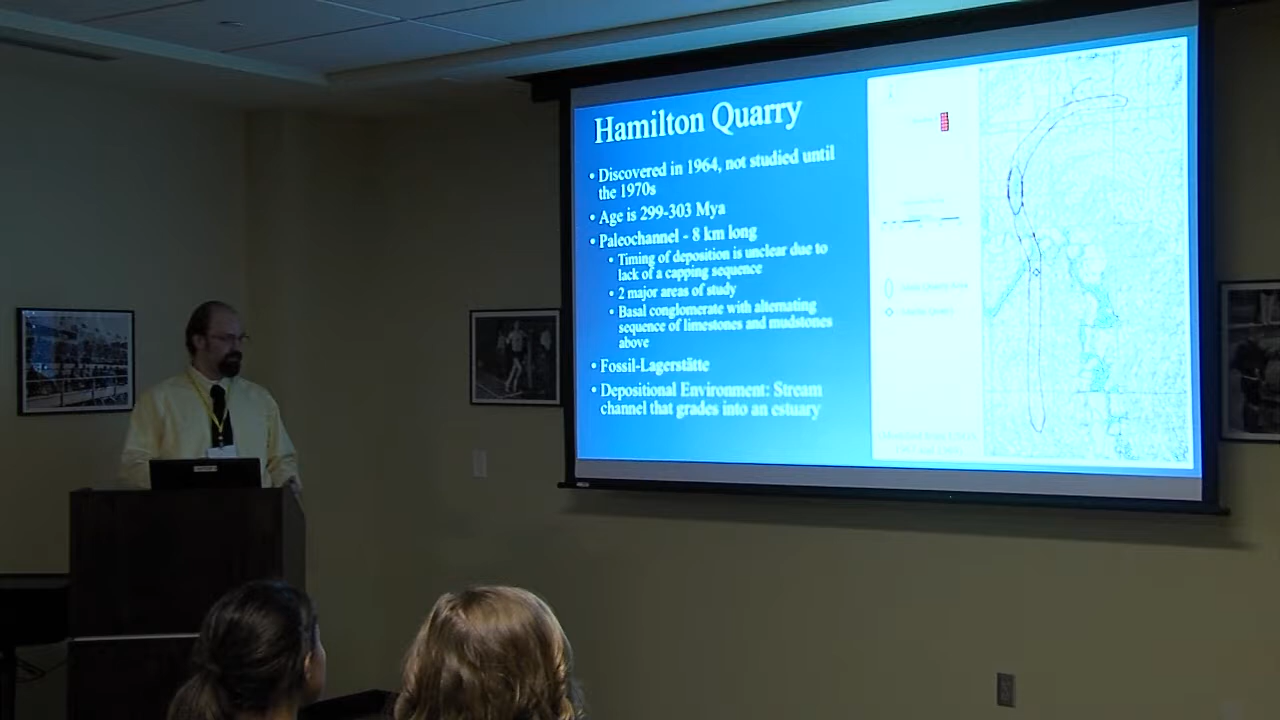 Hamilton Quarry
• Discovered in 1964, not studied until
the 1970s
• Age is 299-303 Mya
• Paleochannel - 8 km long
• Timing of deposition is unclear due to
lack of a capping sequence
• 2 major areas of study
• Basal conglomerate with alternating
sequence of limestones and mudstones
above
• Fossil-Lagerstätte
• Depositional Environment: Stream
channel that grades into an estuary